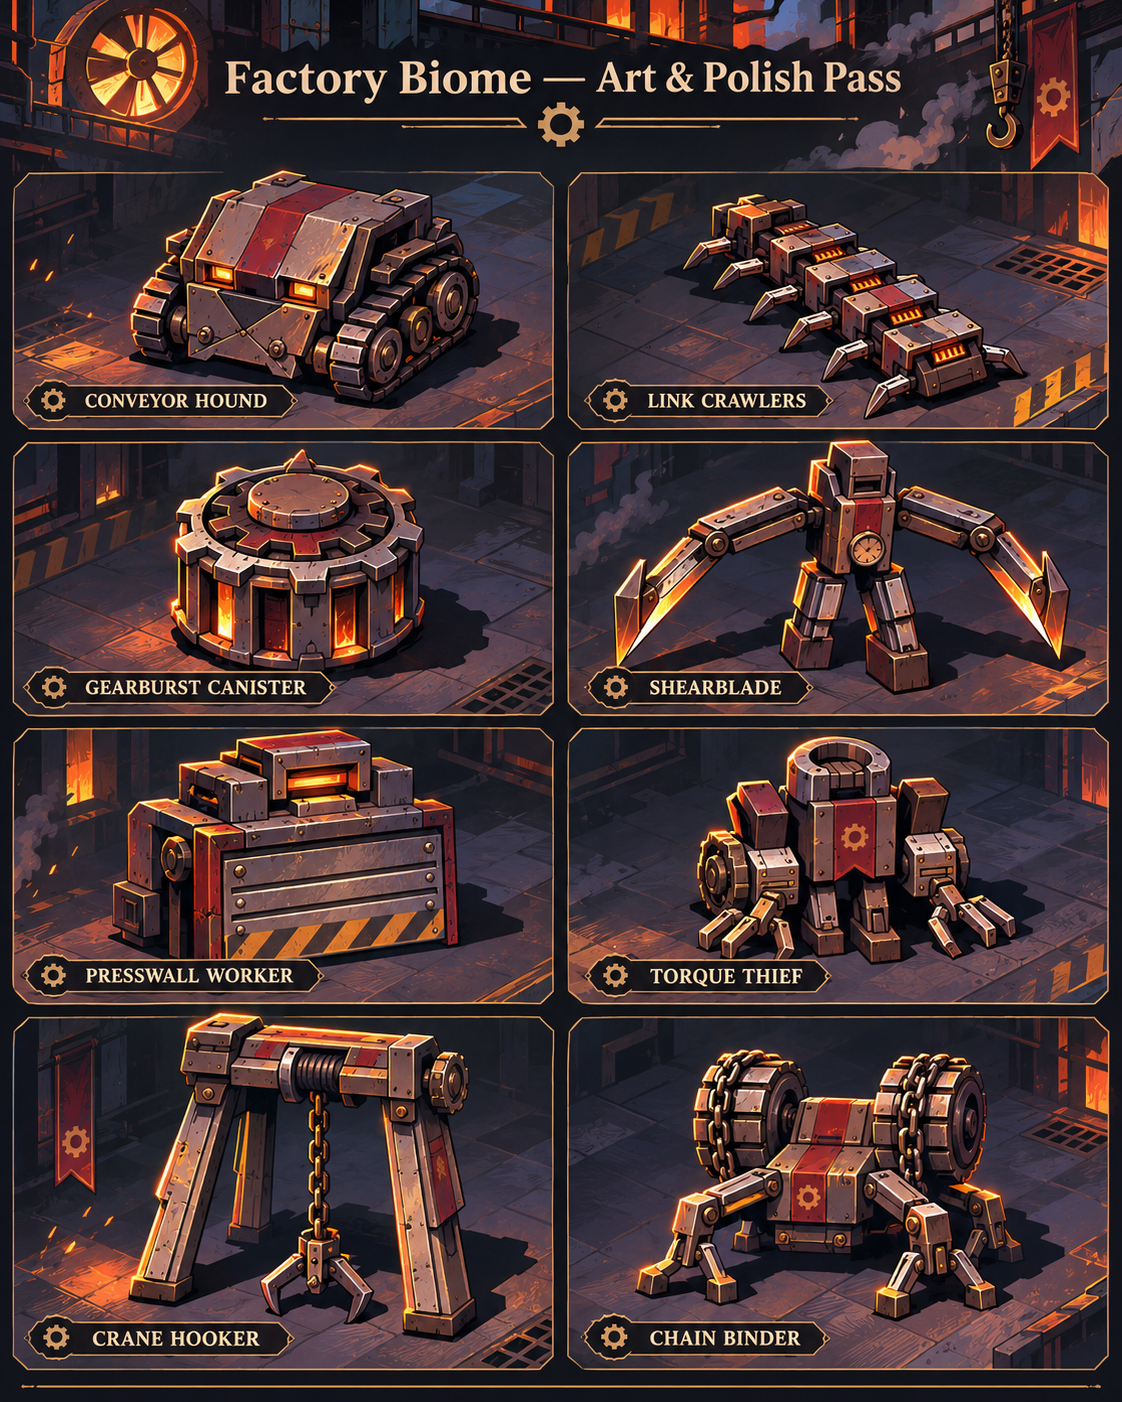 Factory Biome — Art & Polish Pass
CONVEYOR HOUND
LINK CRAWLERS
GEARBURST CANISTER
SHEARBLADE
PRESSWALL WORKER
TORQUE THIEF
CRANE HOOKER
CHAIN BINDER